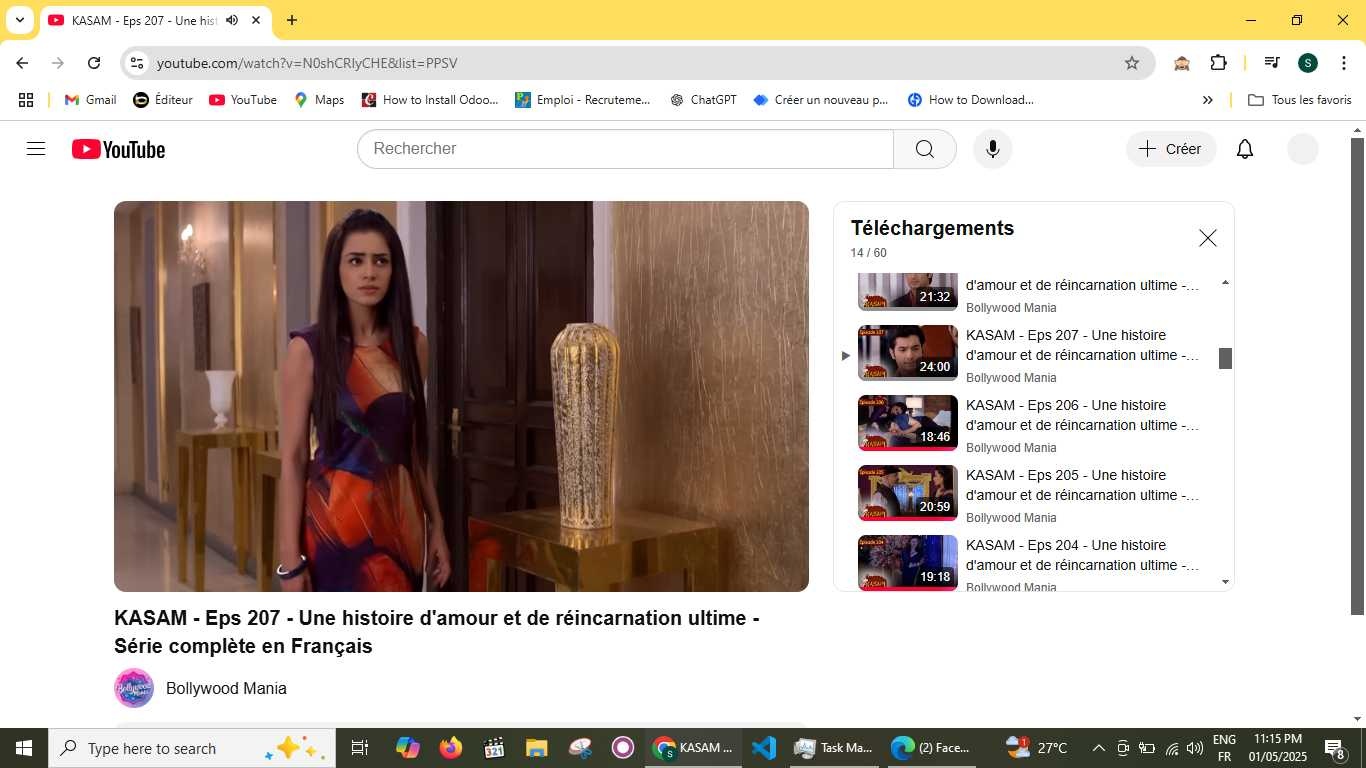 KASAM - Eps 207 - Une hist
youtube.com/watch?v=N0shCRIyCHE&list=PPSV
S
Gmail
Éditeur
YouTube
Maps
How to Install Odoo...
Emploi - Recruteme...
ChatGPT
Créer un nouveau p...
How to Download...
»
Tous les favoris
YouTube
Rechercher
Créer
Téléchargements
14 / 60
d'amour et de réincarnation ultime -...
21:32
Bollywood Mania
KASAM - Eps 207 - Une histoire
d'amour et de réincarnation ultime -...
24:00
Bollywood Mania
KASAM - Eps 206 - Une histoire
d'amour et de réincarnation ultime -...
18:46
Bollywood Mania
KASAM - Eps 205 - Une histoire
d'amour et de réincarnation ultime -...
20:59
Bollywood Mania
KASAM - Eps 204 - Une histoire
d'amour et de réincarnation ultime -...
19:18
Bollywood Mania
KASAM - Eps 207 - Une histoire d'amour et de réincarnation ultime -
Série complète en Français
Bollywood Mania
Type here to search
KASAM ...
Task Ma...
(2) Face...
27°C
ENG
FR
11:15 PM
01/05/2025
8